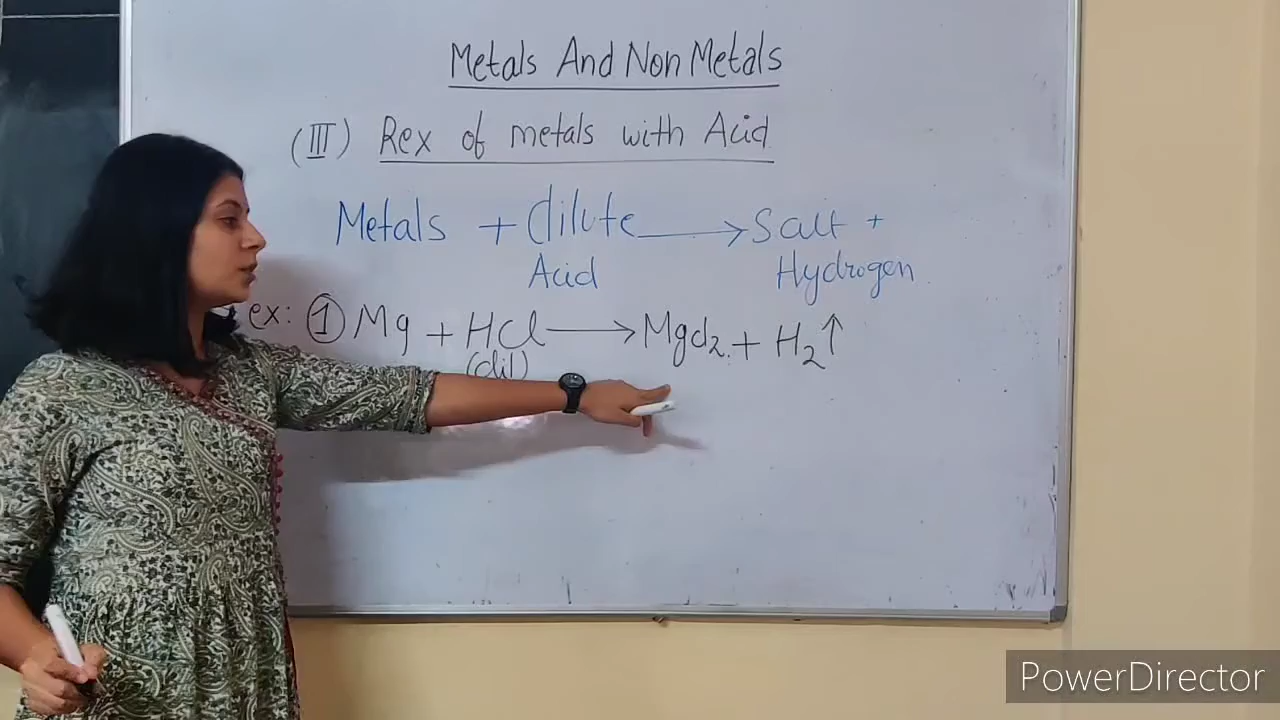 Metals And Non Metals
(III) Rex of metals with Acid
Metals + dilute Acid → Salt + Hydrogen
ex: ① Mg + HCl (dil) → MgCl2 + H2↑
PowerDirector